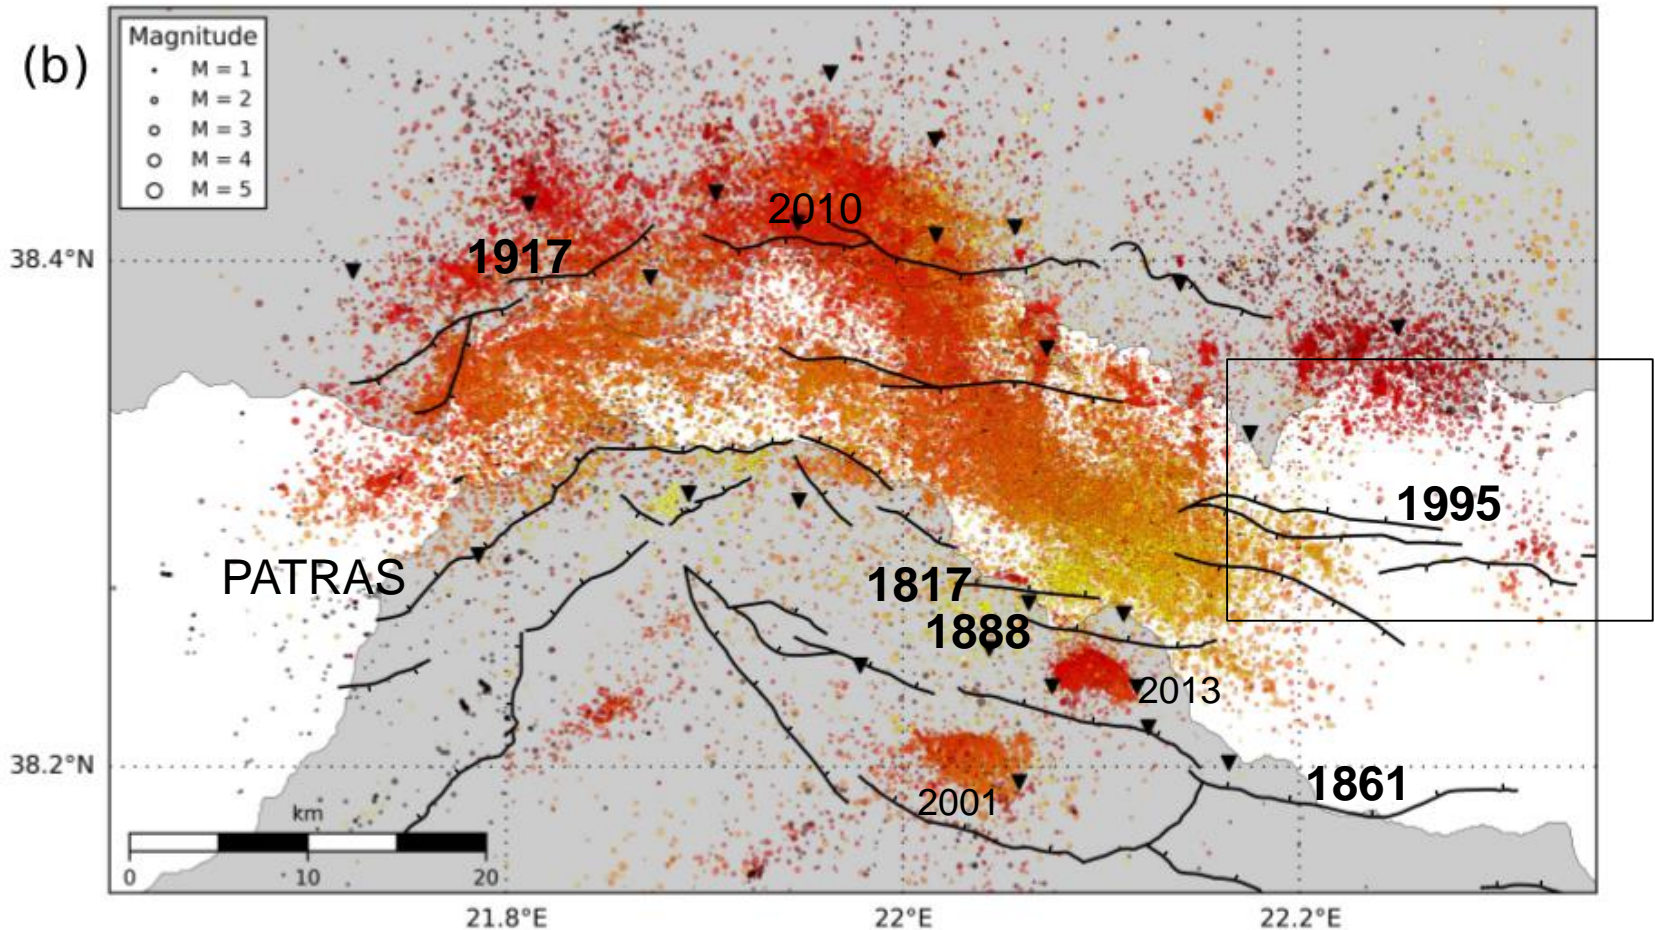 (b)
Magnitude
M = 1
M = 2
M = 3
M = 4
M = 5
2010
1917
38.4°N
1995
PATRAS
1817
1888
2013
38.2°N
1861
2001
km
0 10 20
21.8°E 22°E 22.2°E